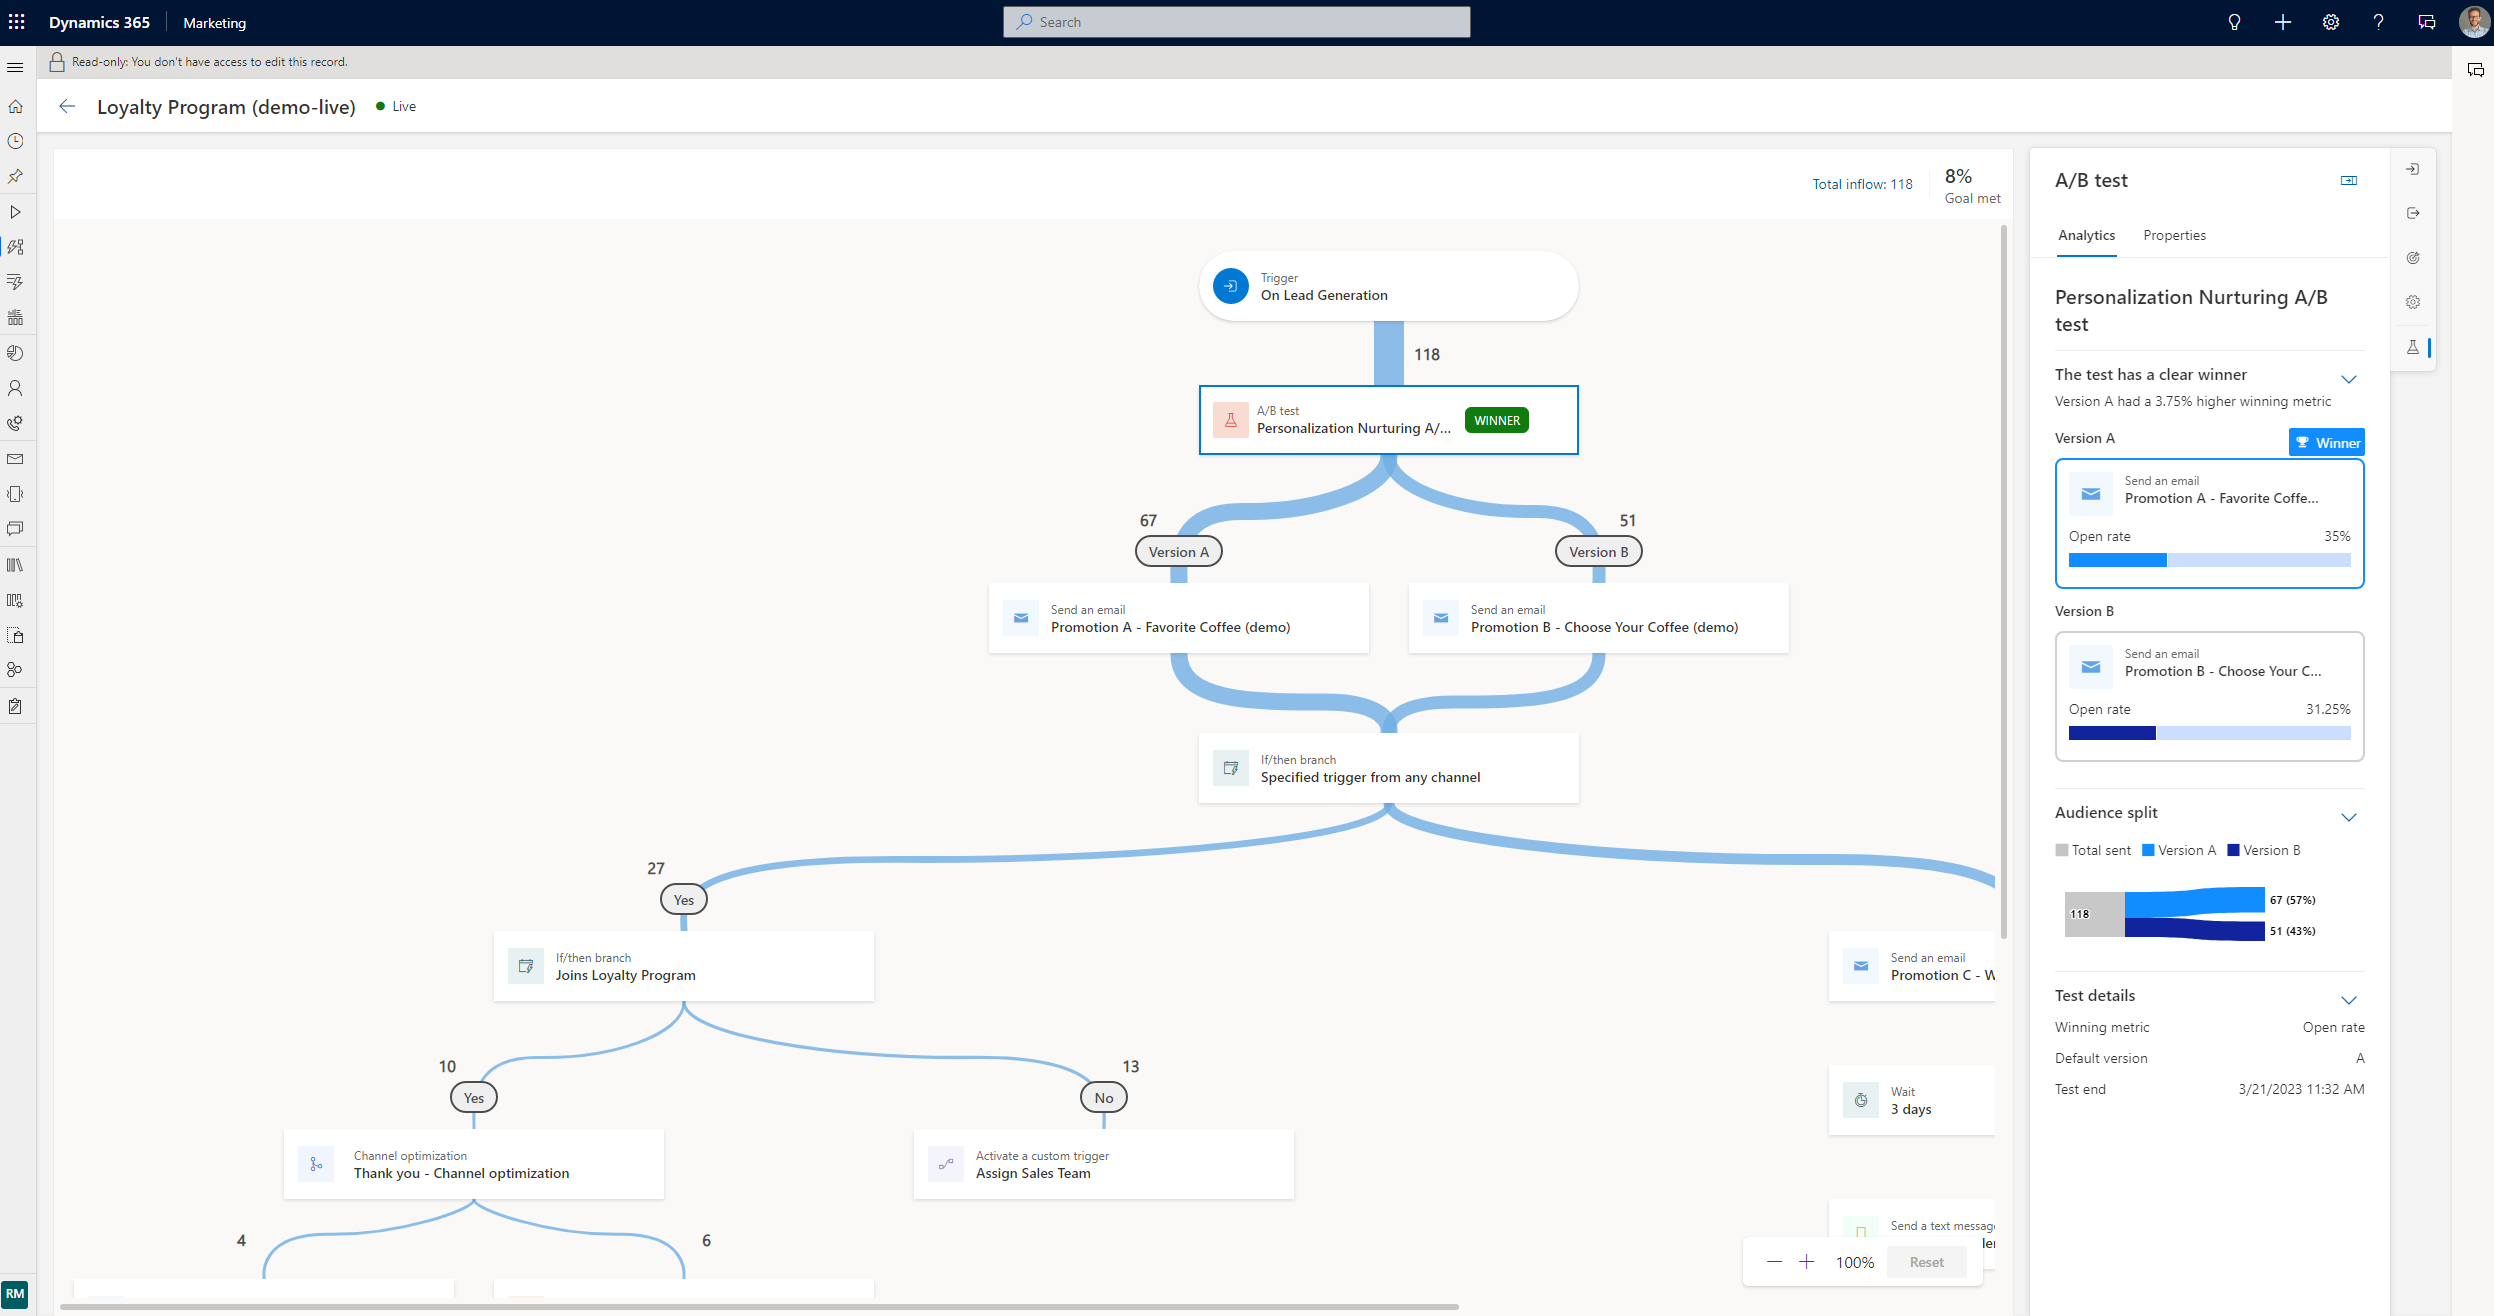 Dynamics 365
Marketing
Search
Read-only: You don't have access to edit this record.
Loyalty Program (demo-live)
Live
Total inflow: 118
8%
Goal met
Trigger
On Lead Generation
118
A/B test
Personalization Nurturing A/...
WINNER
67
51
Version A
Version B
Send an email
Promotion A - Favorite Coffee (demo)
Send an email
Promotion B - Choose Your Coffee (demo)
If/then branch
Specified trigger from any channel
27
Yes
If/then branch
Joins Loyalty Program
Send an email
Promotion C - W
10
13
Yes
No
Wait
3 days
Channel optimization
Thank you - Channel optimization
Activate a custom trigger
Assign Sales Team
Send a text message
4
6
100%
Reset
RM
A/B test
Analytics
Properties
Personalization Nurturing A/B
test
The test has a clear winner
Version A had a 3.75% higher winning metric
Version A
Winner
Send an email
Promotion A - Favorite Coffe...
Open rate
35%
Version B
Send an email
Promotion B - Choose Your C...
Open rate
31.25%
Audience split
Total sent
Version A
Version B
118
67 (57%)
51 (43%)
Test details
Winning metric
Open rate
Default version
A
Test end
3/21/2023 11:32 AM